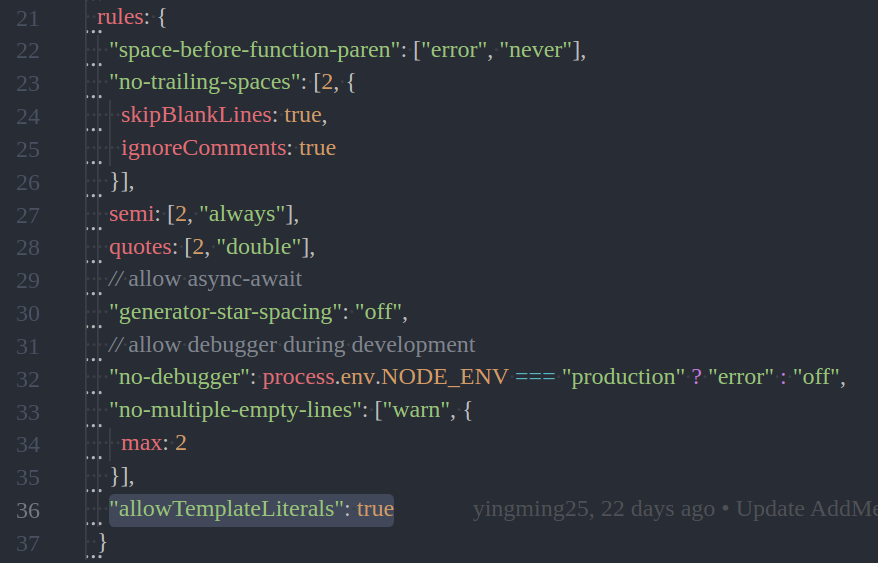 21 rules: {
22 "space-before-function-paren": ["error", "never"],
23 "no-trailing-spaces": [2, {
24 skipBlankLines: true,
25 ignoreComments: true
26 }],
27 semi: [2, "always"],
28 quotes: [2, "double"],
29 // allow async-await
30 "generator-star-spacing": "off",
31 // allow debugger during development
32 "no-debugger": process.env.NODE_ENV === "production" ? "error" : "off",
33 "no-multiple-empty-lines": ["warn", {
34 max: 2
35 }],
36 "allowTemplateLiterals": true yingming25, 22 days ago • Update AddMe
37 }